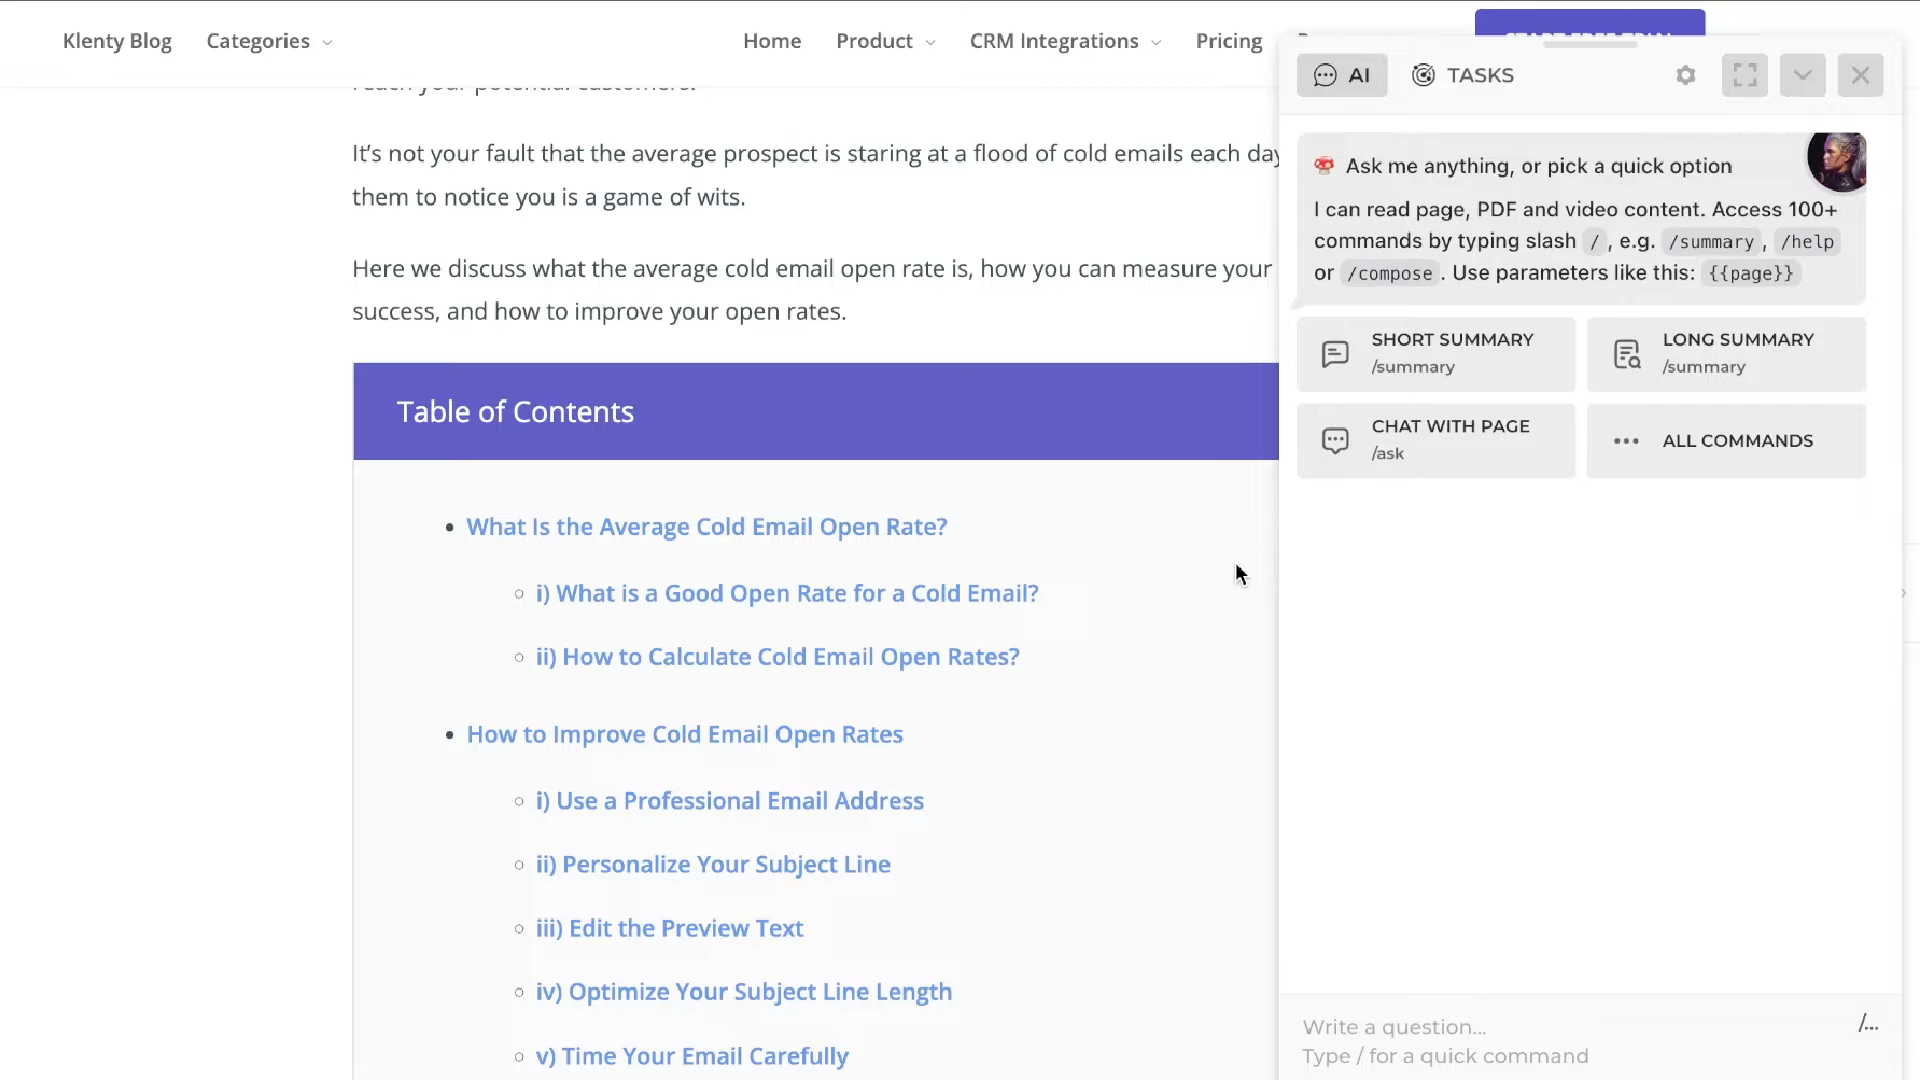 Klenty Blog Categories Home Product CRM Integrations Pricing
reach your potential customers.
It’s not your fault that the average prospect is staring at a flood of cold emails each day
them to notice you is a game of wits.
Here we discuss what the average cold email open rate is, how you can measure your
success, and how to improve your open rates.
Table of Contents
• What Is the Average Cold Email Open Rate?
i) What is a Good Open Rate for a Cold Email?
ii) How to Calculate Cold Email Open Rates?
• How to Improve Cold Email Open Rates
i) Use a Professional Email Address
ii) Personalize Your Subject Line
iii) Edit the Preview Text
iv) Optimize Your Subject Line Length
v) Time Your Email Carefully
START FREE TRIAL
AI TASKS
Ask me anything, or pick a quick option
I can read page, PDF and video content. Access 100+
commands by typing slash /, e.g. /summary, /help
or /compose. Use parameters like this: {{page}}
SHORT SUMMARY
/summary
LONG SUMMARY
/summary
CHAT WITH PAGE
/ask
ALL COMMANDS
Write a question...
Type / for a quick command
/...